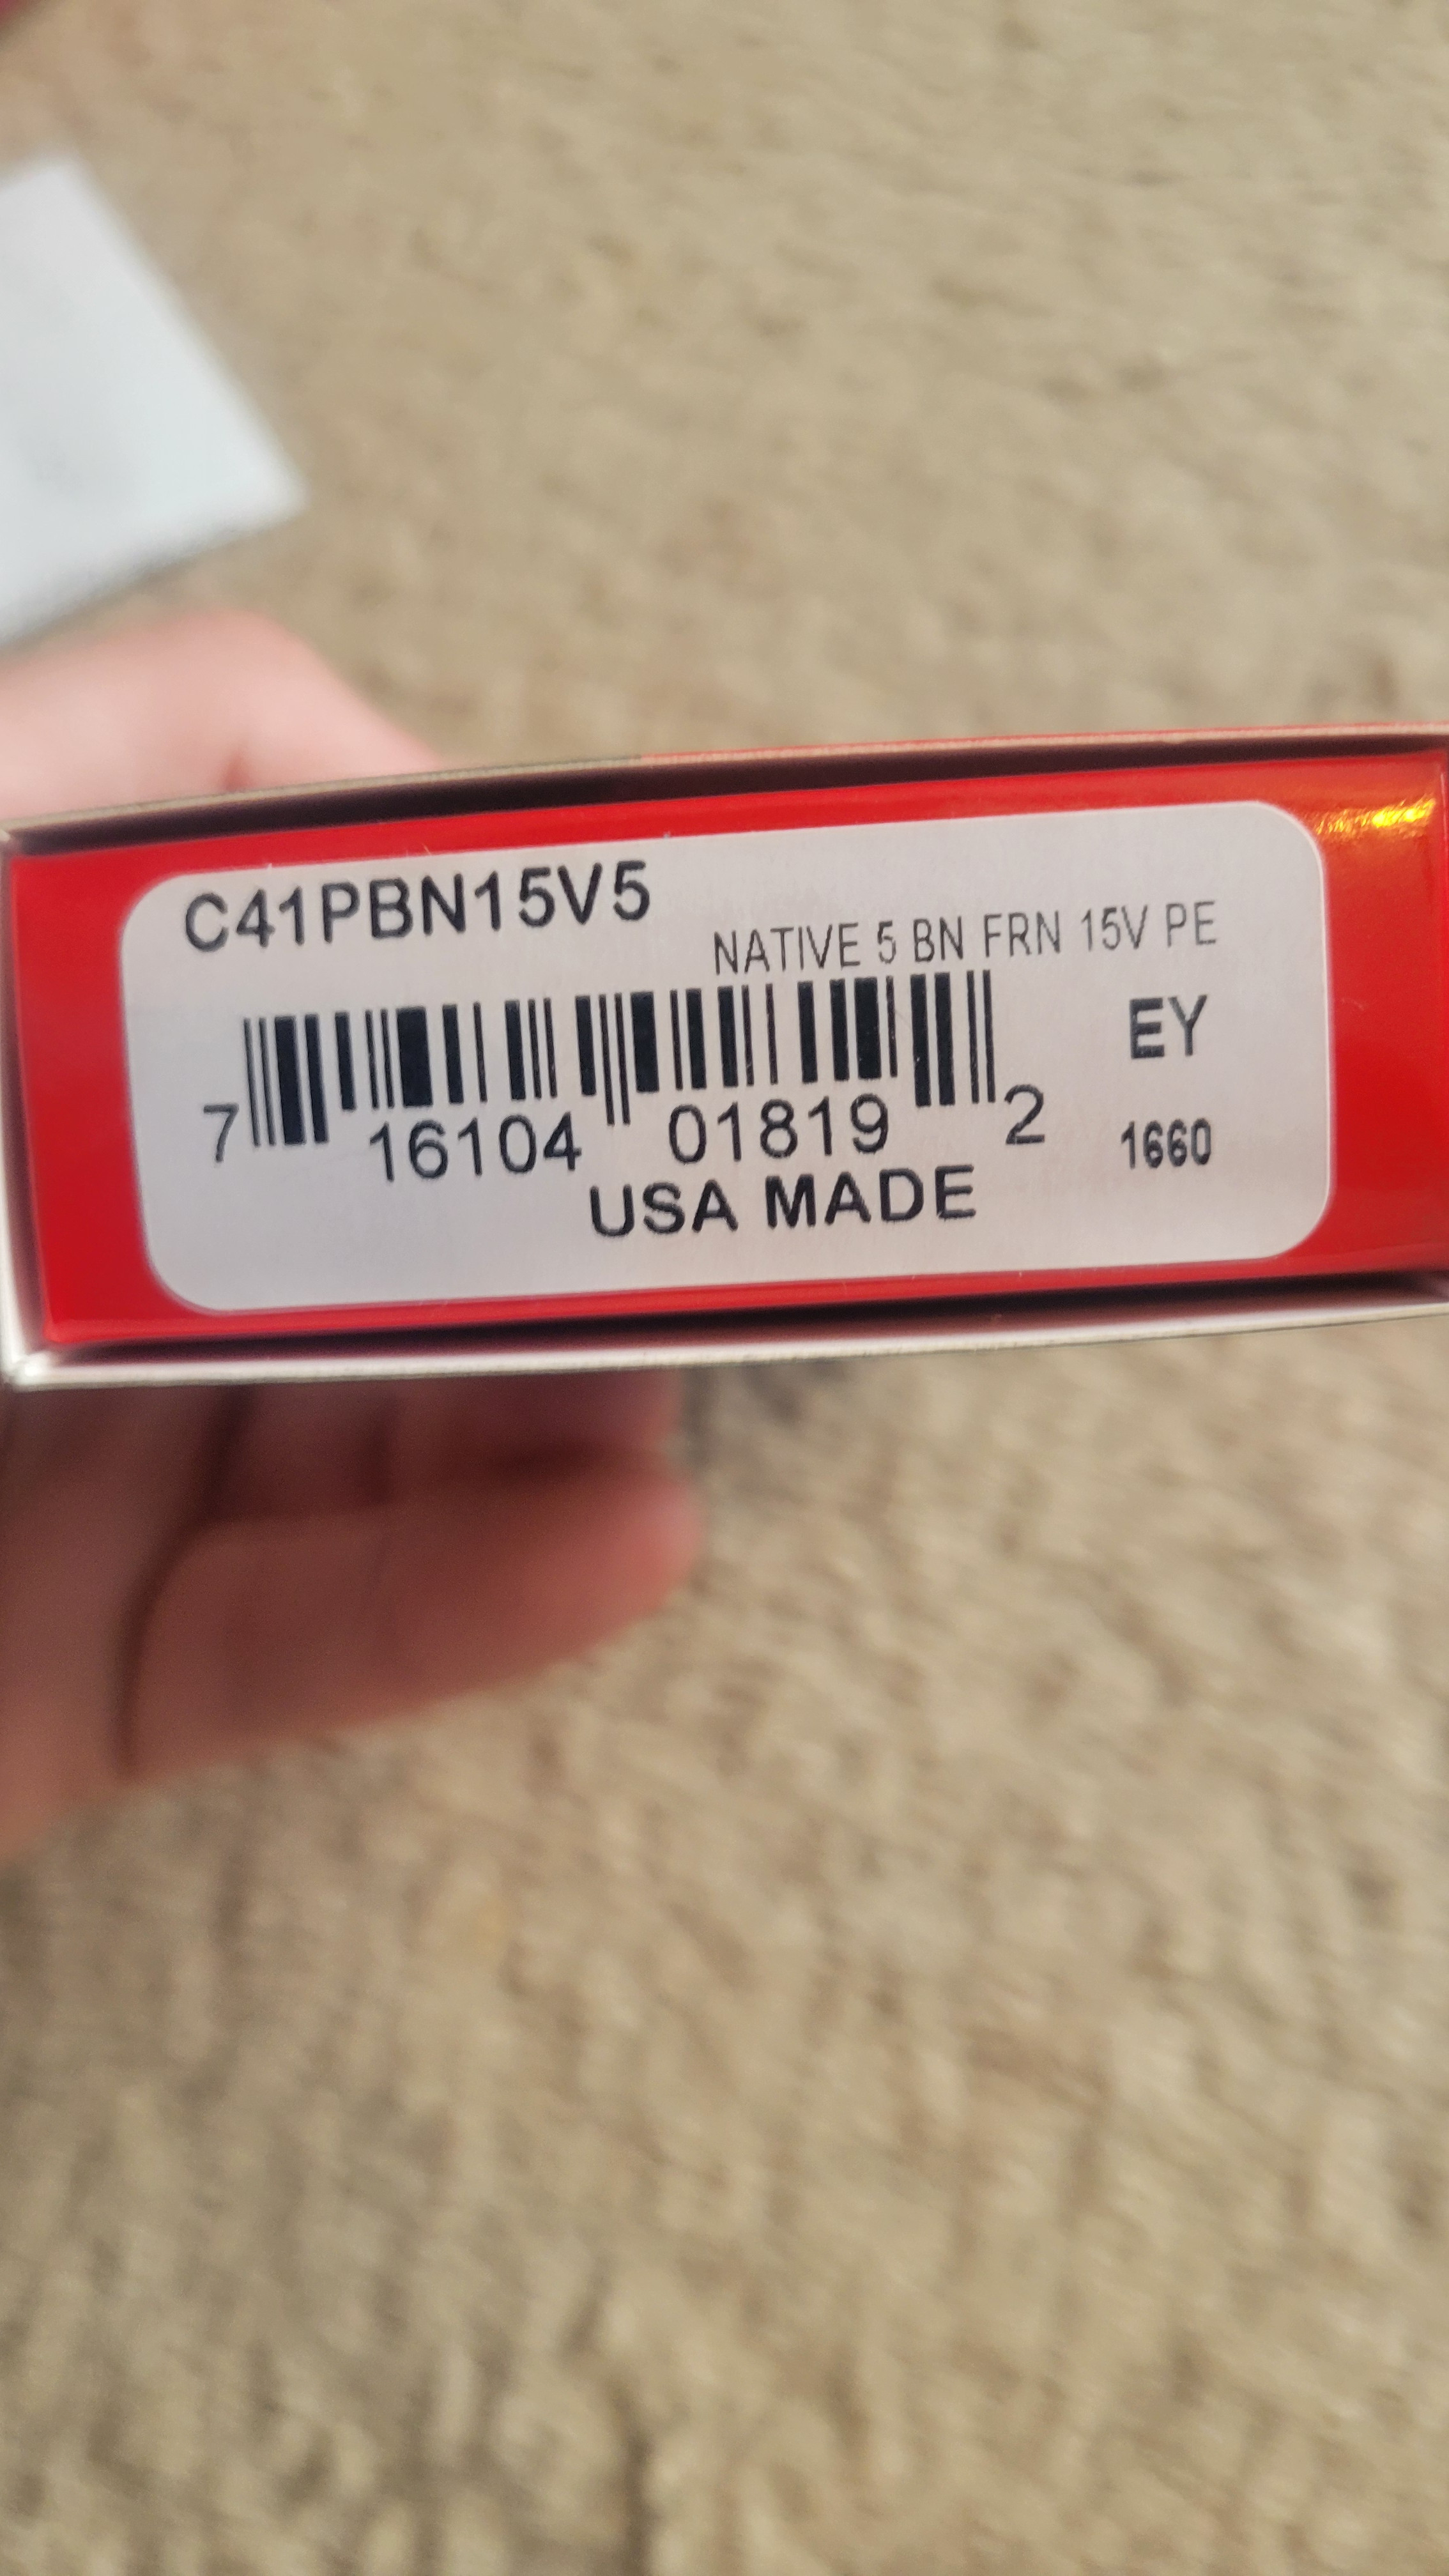 C41PBN15V5
NATIVE 5 BN FRN 15V PE
EY
7 16104 01819 2
1660
USA MADE